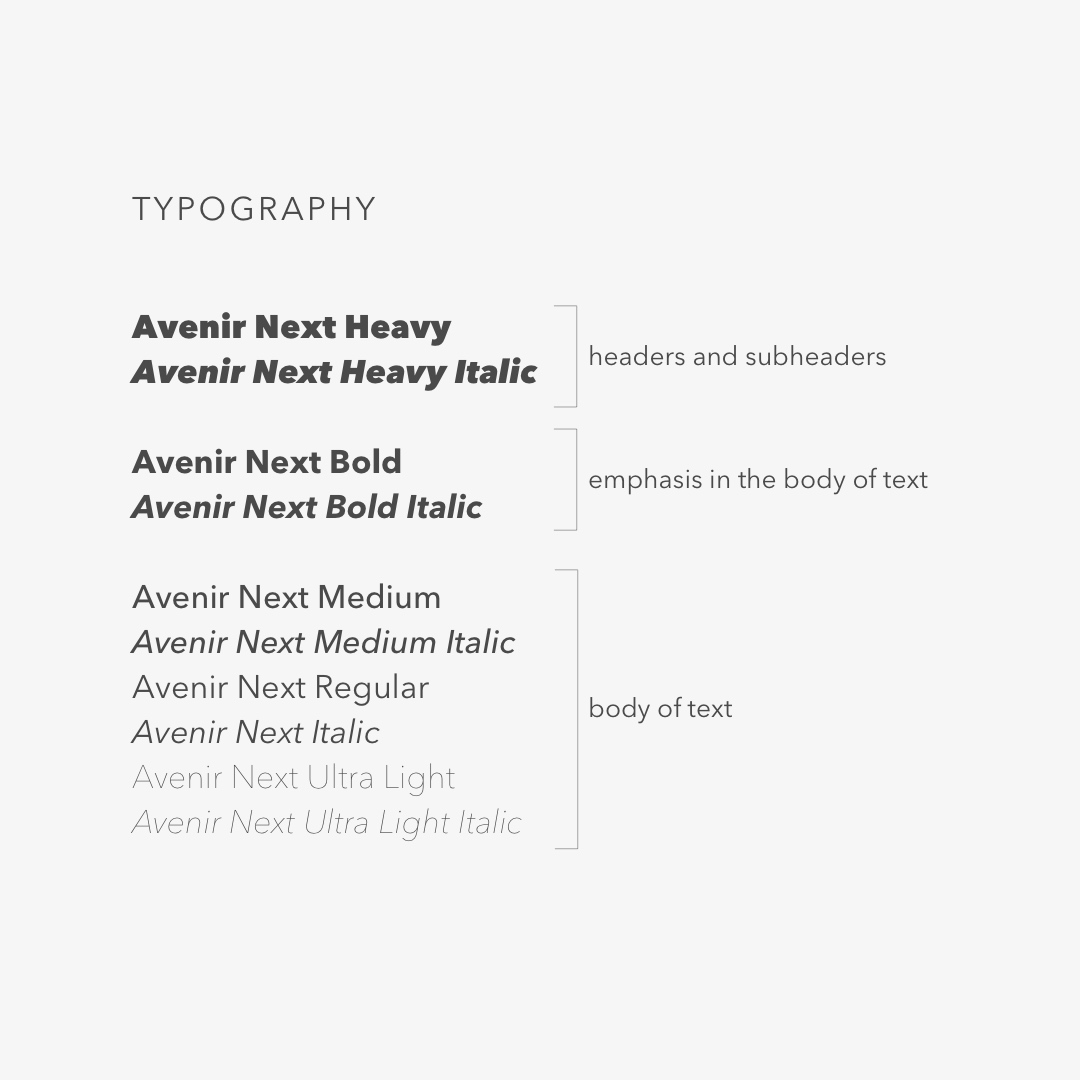 TYPOGRAPHY
Avenir Next Heavy
Avenir Next Heavy Italic
headers and subheaders
Avenir Next Bold
Avenir Next Bold Italic
emphasis in the body of text
Avenir Next Medium
Avenir Next Medium Italic
Avenir Next Regular
Avenir Next Italic
Avenir Next Ultra Light
Avenir Next Ultra Light Italic
body of text